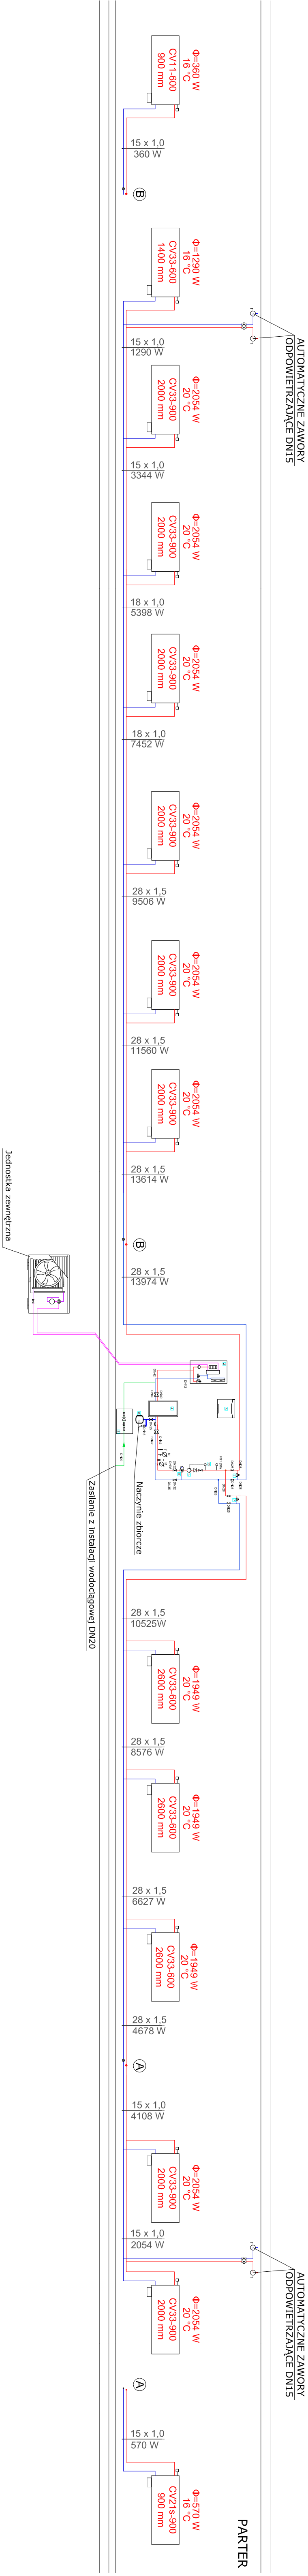 PARTER
AUTOMATYCZNE ZAWORY
ODPOWIETRZAJĄCE DN15
AUTOMATYCZNE ZAWORY
ODPOWIETRZAJĄCE DN15
Φ=360 W
16 °C
CV11-600
900 mm
15 x 1,0
360 W
B
Φ=1290 W
16 °C
CV33-600
1400 mm
15 x 1,0
1290 W
Φ=2054 W
20 °C
CV33-900
2000 mm
15 x 1,0
3344 W
Φ=2054 W
20 °C
CV33-900
2000 mm
18 x 1,0
5398 W
Φ=2054 W
20 °C
CV33-900
2000 mm
18 x 1,0
7452 W
Φ=2054 W
20 °C
CV33-900
2000 mm
28 x 1,5
9506 W
Φ=2054 W
20 °C
CV33-900
2000 mm
28 x 1,5
11560 W
Φ=2054 W
20 °C
CV33-900
2000 mm
28 x 1,5
13614 W
B
28 x 1,5
13974 W
Jednostka zewnętrzna
Naczynie zbiorcze
Zasilanie z instalacji wodociągowej DN20
28 x 1,5
10525W
Φ=1949 W
20 °C
CV33-600
2600 mm
28 x 1,5
8576 W
Φ=1949 W
20 °C
CV33-600
2600 mm
28 x 1,5
6627 W
Φ=1949 W
20 °C
CV33-600
2600 mm
28 x 1,5
4678 W
A
15 x 1,0
4108 W
Φ=2054 W
20 °C
CV33-900
2000 mm
15 x 1,0
2054 W
Φ=2054 W
20 °C
CV33-900
2000 mm
A
15 x 1,0
570 W
Φ=570 W
16 °C
CV21s-900
900 mm